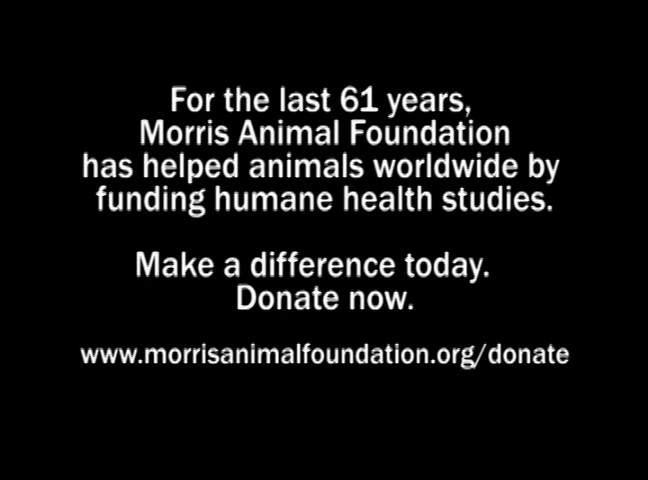 For the last 61 years,
Morris Animal Foundation
has helped animals worldwide by
funding humane health studies.
Make a difference today.
Donate now.
www.morrisanimalfoundation.org/donate